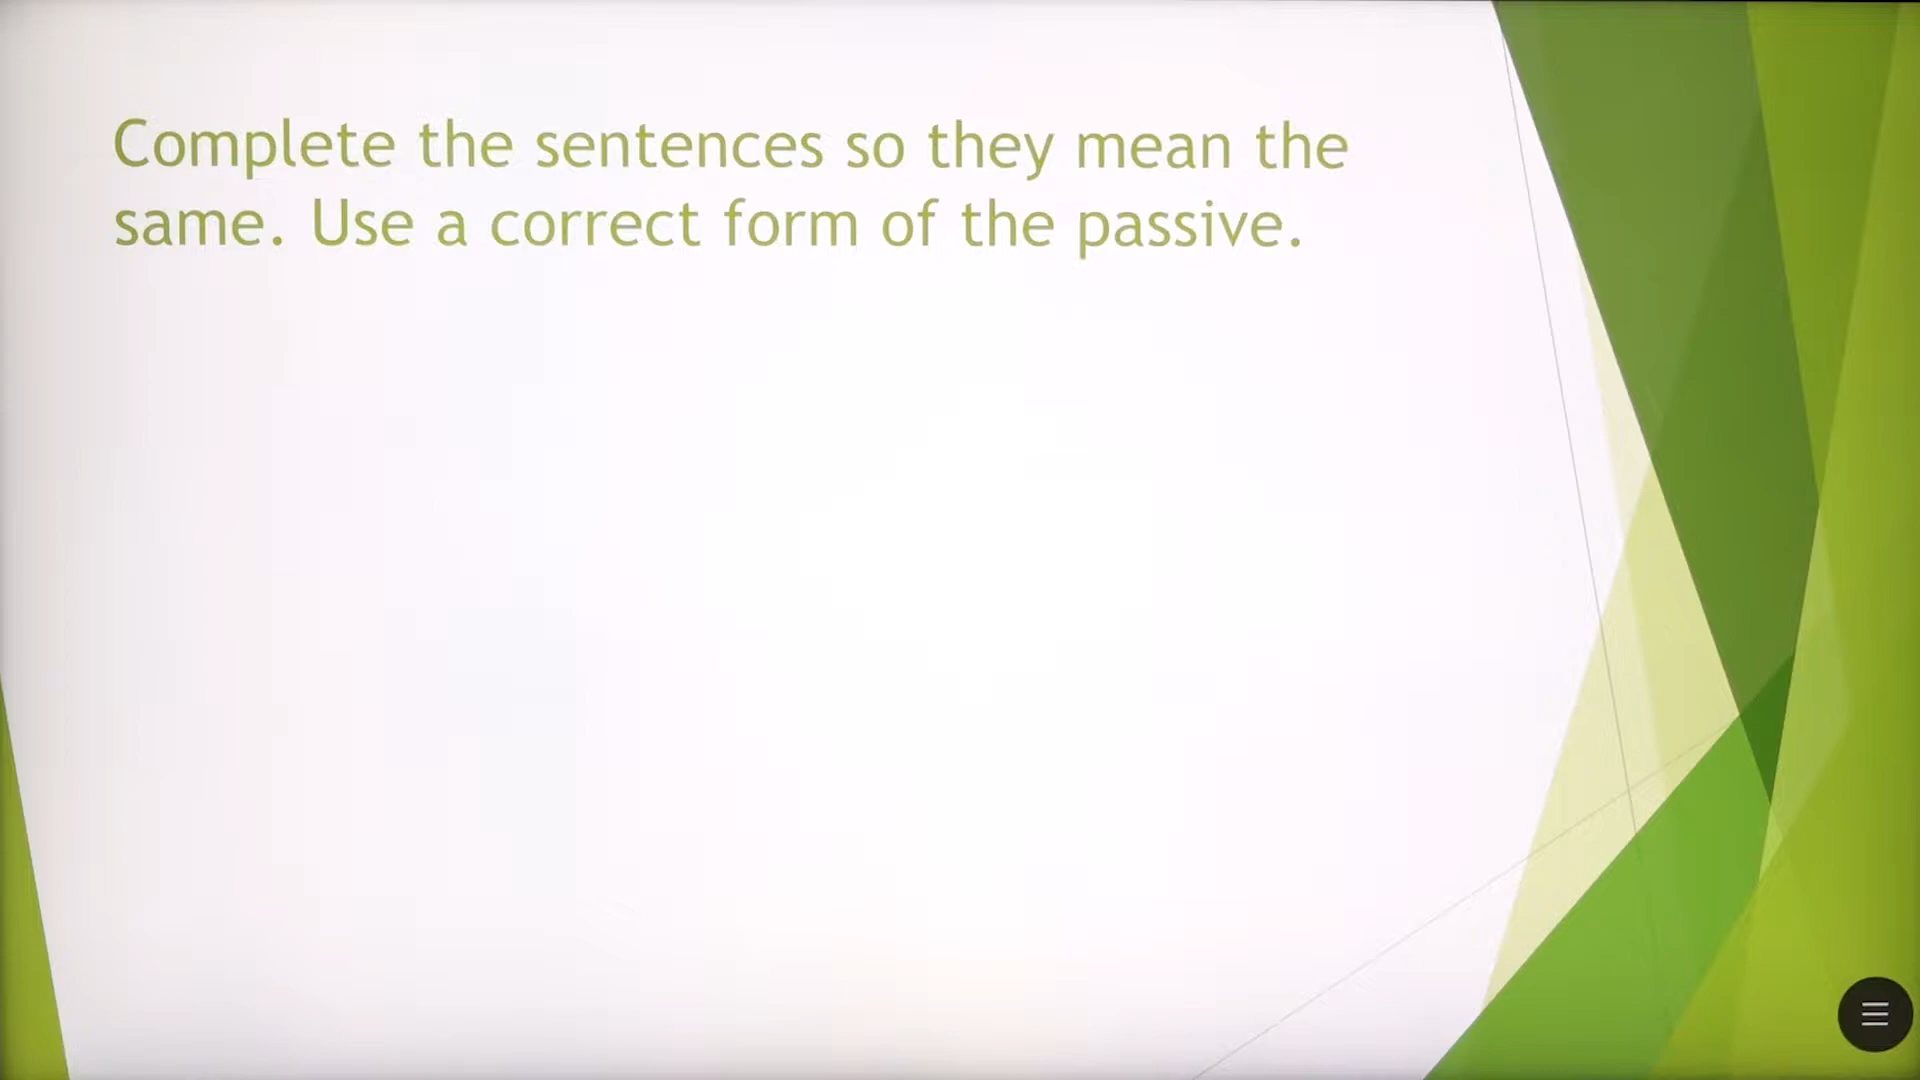 Complete the sentences so they mean the
same. Use a correct form of the passive.